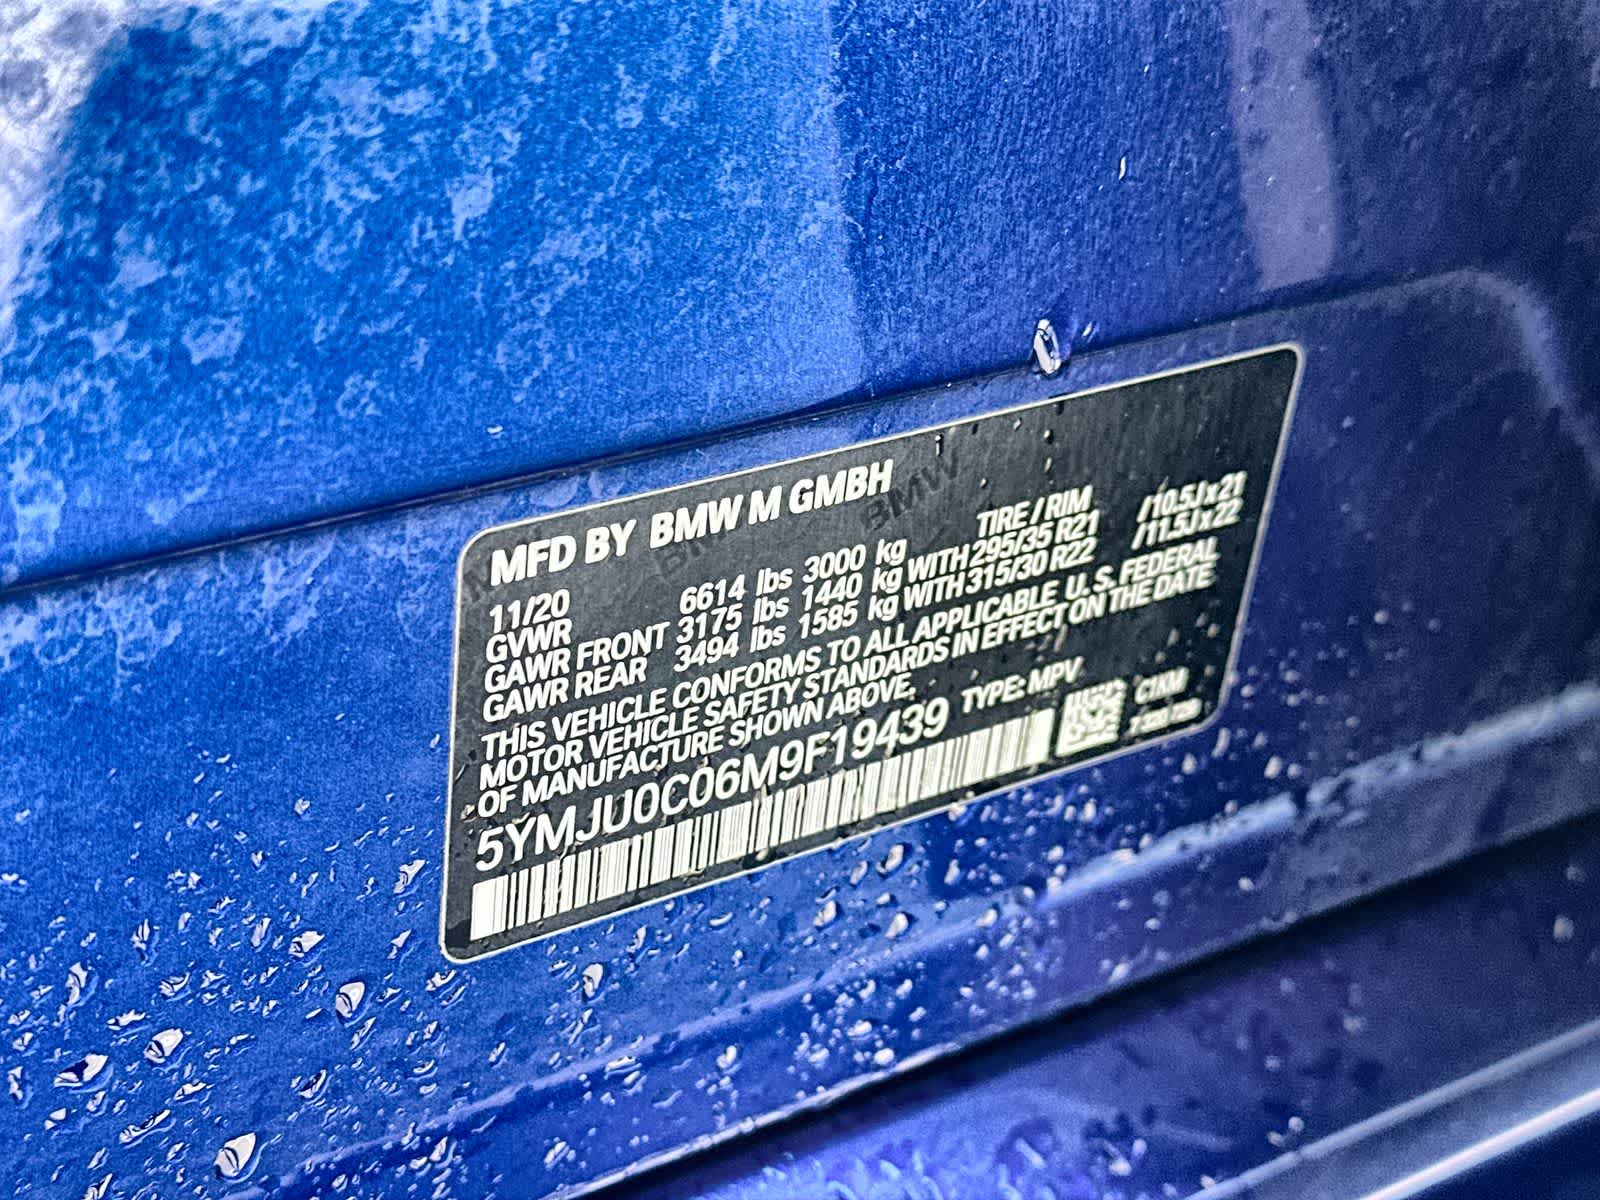 MFD BY BMW M GMBH
11/20 TIRE / RIM
GVWR 6614 lbs 3000 kg
GAWR FRONT 3175 lbs 1440 kg WITH 295/35 R21 /10.5Jx21
GAWR REAR 3494 lbs 1585 kg WITH 315/30 R22 /11.5Jx22
THIS VEHICLE CONFORMS TO ALL APPLICABLE U. S. FEDERAL
MOTOR VEHICLE SAFETY STANDARDS IN EFFECT ON THE DATE
OF MANUFACTURE SHOWN ABOVE.
5YMJU0C06M9F19439 TYPE: MPV
C1KM